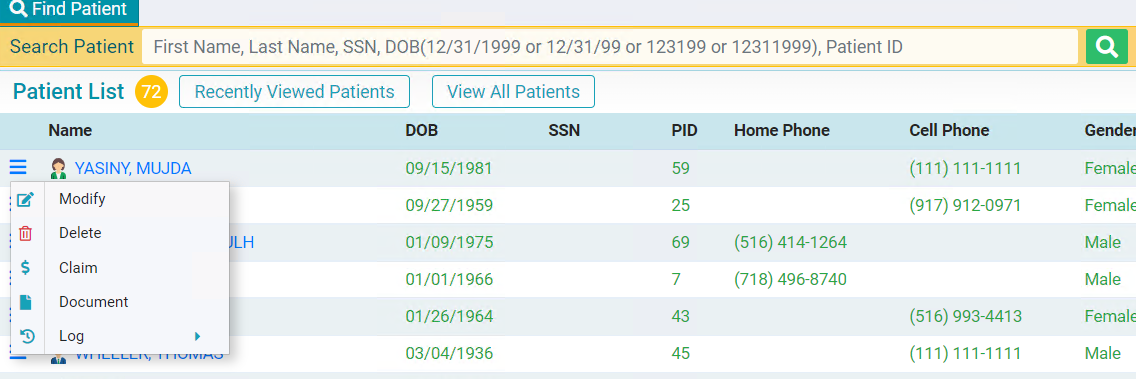 Find Patient
Search Patient First Name, Last Name, SSN, DOB(12/31/1999 or 12/31/99 or 123199 or 12311999), Patient ID
Patient List 72 Recently Viewed Patients View All Patients
Name DOB SSN PID Home Phone Cell Phone Gender
YASINY, MUJDA 09/15/1981 59 (111) 111-1111 Female
Modify 09/27/1959 25 (917) 912-0971 Female
Delete JLH 01/09/1975 69 (516) 414-1264 Male
Claim 01/01/1966 7 (718) 496-8740 Male
Document 01/26/1964 43 (516) 993-4413 Female
Log
WHELLER, THOMAS 03/04/1936 45 (111) 111-1111 Male